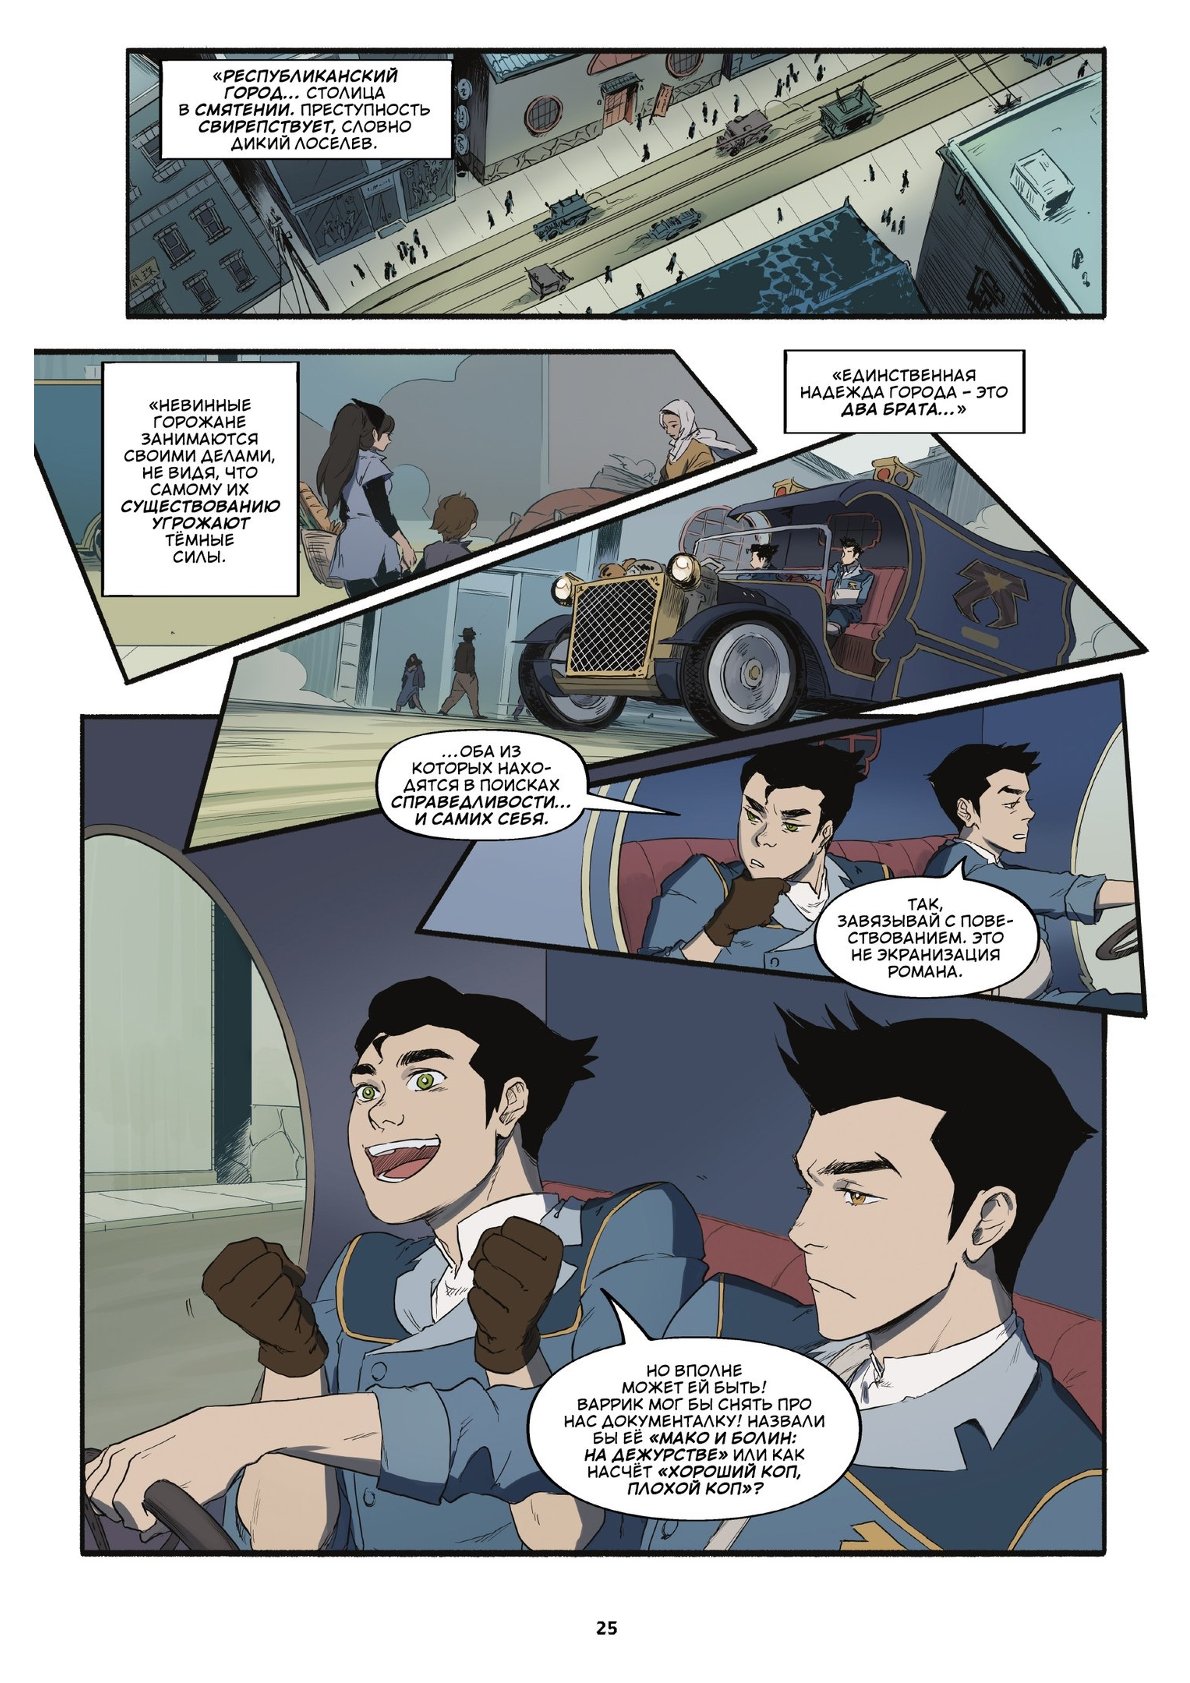 «РЕСПУБЛИКАНСКИЙ
ГОРОД... СТОЛИЦА
В СМЯТЕНИИ. ПРЕСТУПНОСТЬ
СВИРЕПСТВУЕТ, СЛОВНО
ДИКИЙ ЛОСЕЛЕВ.
«НЕВИННЫЕ
ГОРОЖАНЕ
ЗАНИМАЮТСЯ
СВОИМИ ДЕЛАМИ,
НЕ ВИДЯ, ЧТО
САМОМУ ИХ
СУЩЕСТВОВАНИЮ
УГРОЖАЮТ
ТЁМНЫЕ
СИЛЫ.
«ЕДИНСТВЕННАЯ
НАДЕЖДА ГОРОДА – ЭТО
ДВА БРАТА...»
...ОБА ИЗ
КОТОРЫХ НАХО-
ДЯТСЯ В ПОИСКАХ
СПРАВЕДЛИВОСТИ...
И САМИХ СЕБЯ.
ТАК,
ЗАВЯЗЫВАЙ С ПОВЕ-
СТВОВАНИЕМ. ЭТО
НЕ ЭКРАНИЗАЦИЯ
РОМАНА.
НО ВПОЛНЕ
МОЖЕТ ЕЙ БЫТЬ!
ВАРРИК МОГ БЫ СНЯТЬ ПРО
НАС ДОКУМЕНТАЛКУ! НАЗВАЛИ
БЫ ЕЁ «МАКО И БОЛИН:
НА ДЕЖУРСТВЕ» ИЛИ КАК
НАСЧЁТ «ХОРОШИЙ КОП,
ПЛОХОЙ КОП»?
25